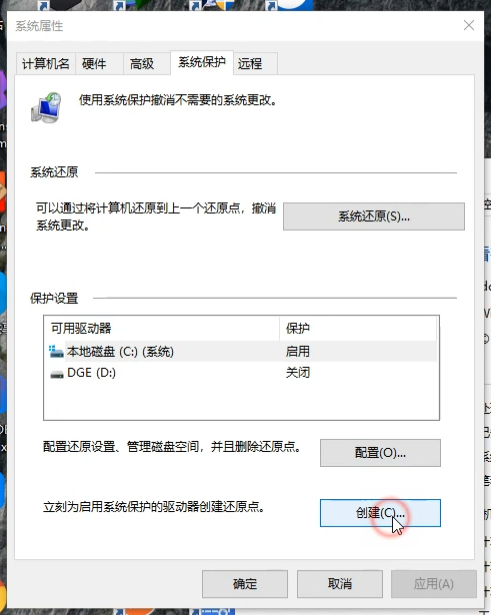 系统属性
计算机名 硬件 高级 系统保护 远程
使用系统保护撤消不需要的系统更改。
系统还原
可以通过将计算机还原到上一个还原点，撤消
系统更改。
系统还原(S)...
保护设置
可用驱动器 保护
本地磁盘 (C:) (系统) 启用
DGE (D:) 关闭
配置还原设置、管理磁盘空间，并且删除还原点。
配置(O)...
立刻为启用系统保护的驱动器创建还原点。
创建(C)...
确定 取消 应用(A)